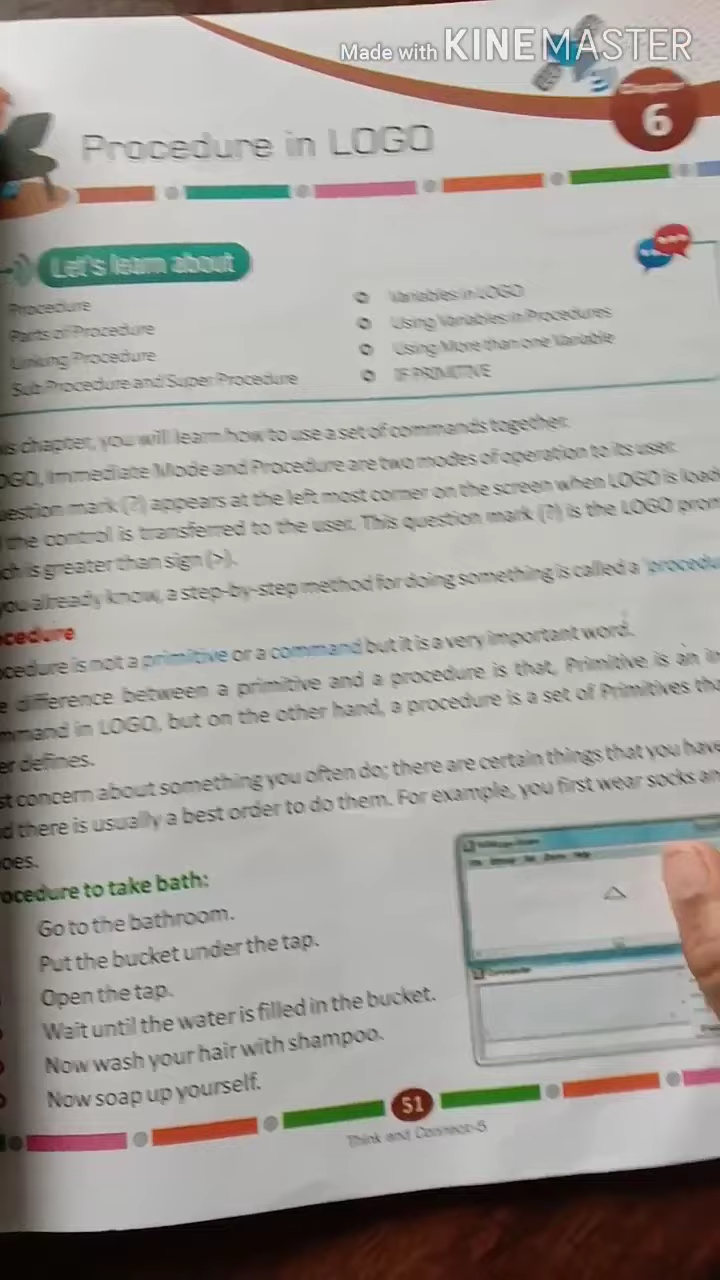 Made with KINEMASTER
Chapter
6
Procedure in LOGO
Let's learn about
Procedure
Parts of Procedure
Linking Procedure
Sub Procedure and Super Procedure
Variables in LOGO
Using Variables in Procedures
Using More than one Variable
IF PRIMITIVE
chapter, you will learn how to use a set of commands together.
Immediate Mode and Procedure are two modes of operation to its user.
mark (?) appears at the left most corner on the screen when LOGO is
the control is transferred to the user. This question mark (?) is the LOGO
is greater than sign (>).
you already know, a step-by-step method for doing something is called a
cedure
ocedure is not a primitive or a command but it is a very important word.
difference between a primitive and a procedure is that, Primitive is an
mmand in LOGO, but on the other hand, a procedure is a set of Primitives
er defines.
concern about something you often do; there are certain things that you have
there is usually a best order to do them. For example, you first wear socks
oes.
ocedure to take bath:
Go to the bathroom.
Put the bucket under the tap.
Open the tap.
Wait until the water is filled in the bucket.
Now wash your hair with shampoo.
Now soap up yourself.
51
Think and Connect-5